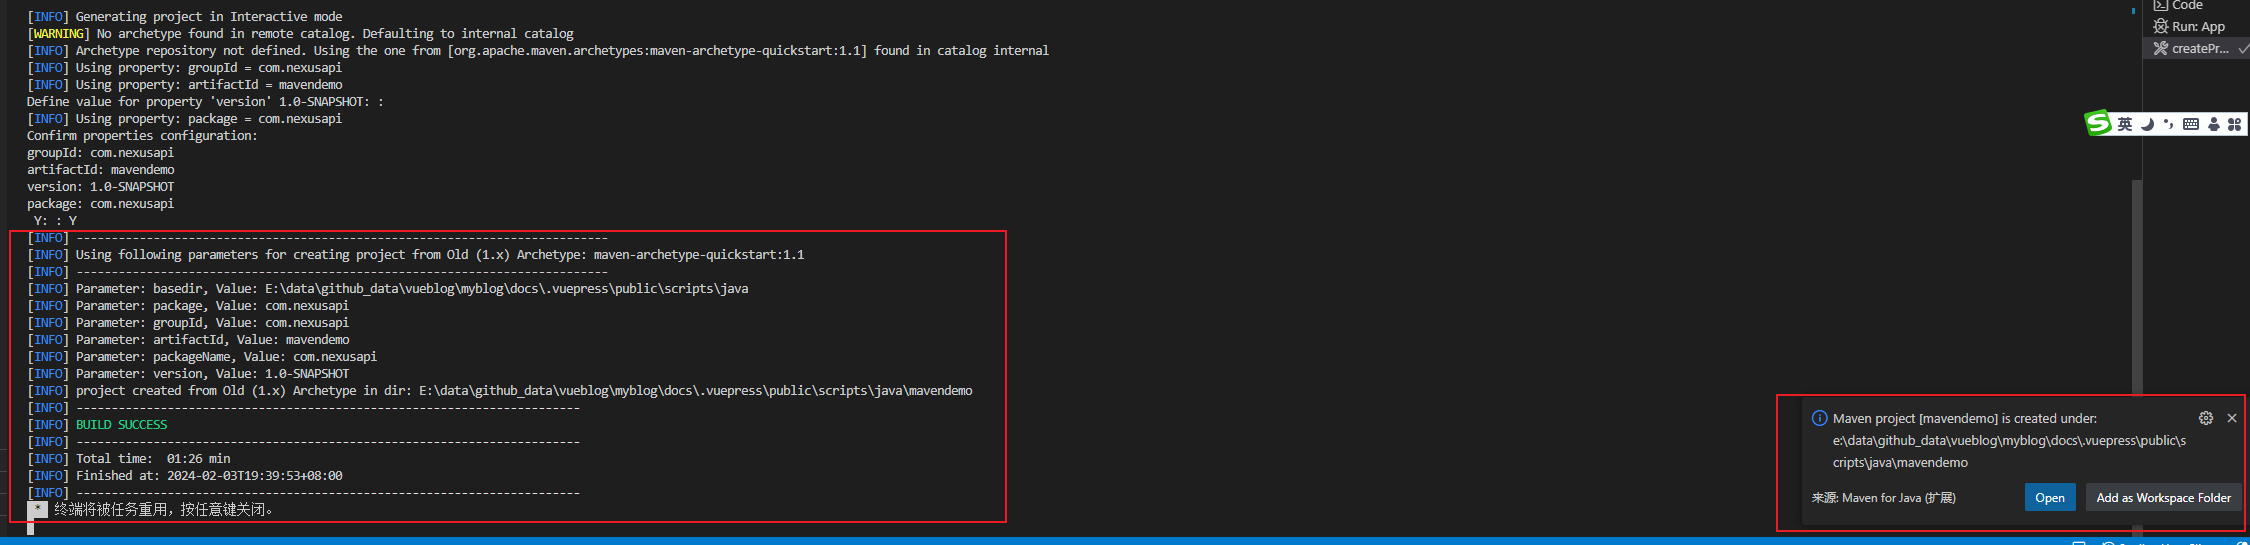 [INFO] Generating project in Interactive mode
[WARNING] No archetype found in remote catalog. Defaulting to internal catalog
[INFO] Archetype repository not defined. Using the one from [org.apache.maven.archetypes:maven-archetype-quickstart:1.1] found in catalog internal
[INFO] Using property: groupId = com.nexusapi
[INFO] Using property: artifactId = mavendemo
Define value for property 'version' 1.0-SNAPSHOT: :
[INFO] Using property: package = com.nexusapi
Confirm properties configuration:
groupId: com.nexusapi
artifactId: mavendemo
version: 1.0-SNAPSHOT
package: com.nexusapi
Y: : Y
[INFO] ----------------------------------------------------------------------------
[INFO] Using following parameters for creating project from Old (1.x) Archetype: maven-archetype-quickstart:1.1
[INFO] ----------------------------------------------------------------------------
[INFO] Parameter: basedir, Value: E:\data\github_data\vueblog\myblog\docs\.vuepress\public\scripts\java
[INFO] Parameter: package, Value: com.nexusapi
[INFO] Parameter: groupId, Value: com.nexusapi
[INFO] Parameter: artifactId, Value: mavendemo
[INFO] Parameter: packageName, Value: com.nexusapi
[INFO] Parameter: version, Value: 1.0-SNAPSHOT
[INFO] project created from Old (1.x) Archetype in dir: E:\data\github_data\vueblog\myblog\docs\.vuepress\public\scripts\java\mavendemo
[INFO] ------------------------------------------------------------------------
[INFO] BUILD SUCCESS
[INFO] ------------------------------------------------------------------------
[INFO] Total time:  01:26 min
[INFO] Finished at: 2024-02-03T19:39:53+08:00
[INFO] ------------------------------------------------------------------------
* 终端将被任务重用，按任意键关闭。
Code
Run: App
createPr...
英
Maven project [mavendemo] is created under:
e:\data\github_data\vueblog\myblog\docs\.vuepress\public\s
cripts\java\mavendemo
来源: Maven for Java (扩展)
Open
Add as Workspace Folder